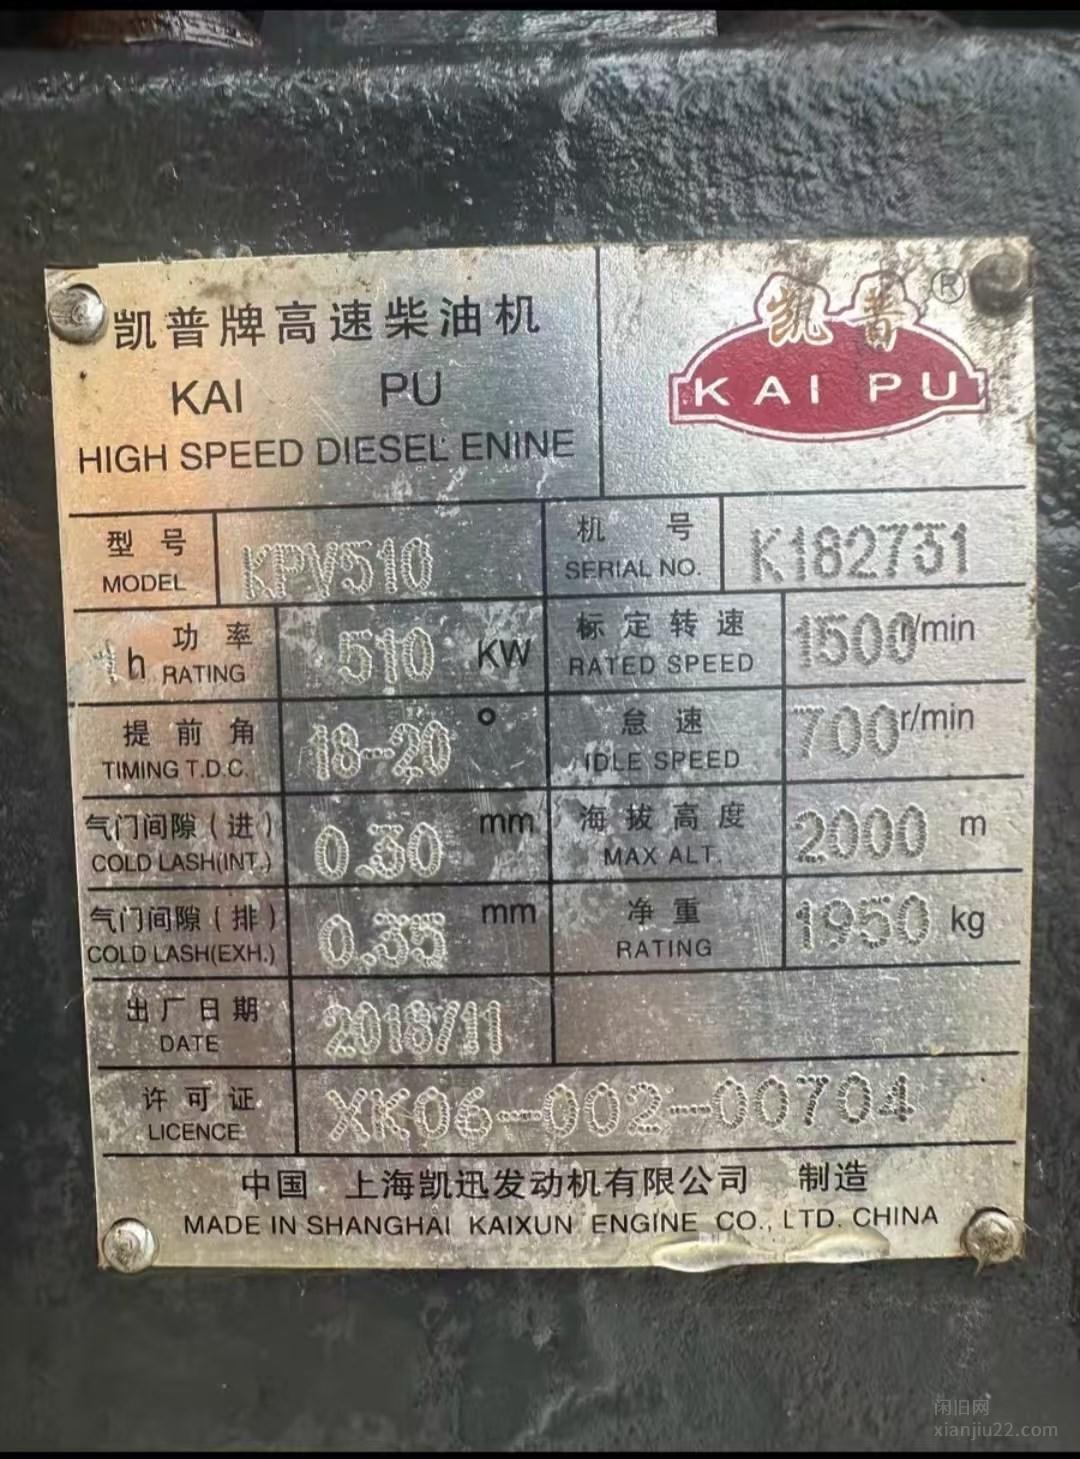 凯普牌高速柴油机
KAI PU
HIGH SPEED DIESEL ENINE
凯普 ®
KAI PU
型号 KPV510 机号 K182731
MODEL SERIAL NO.
1h 功率 510 KW 标定转速 1500r/min
RATING RATED SPEED
提前角 18-20° 怠速 700r/min
TIMING T.D.C. IDLE SPEED
气门间隙(进) 0.30 mm 海拔高度 2000 m
COLD LASH(INT.) MAX ALT.
气门间隙(排) 0.35 mm 净重 1950 kg
COLD LASH(EXH.) RATING
出厂日期 2018/11
DATE
许可证 XK06-002-00704
LICENCE
中国 上海凯迅发动机有限公司 制造
MADE IN SHANGHAI KAIXUN ENGINE CO., LTD. CHINA
闲旧网
xianjiu22.com